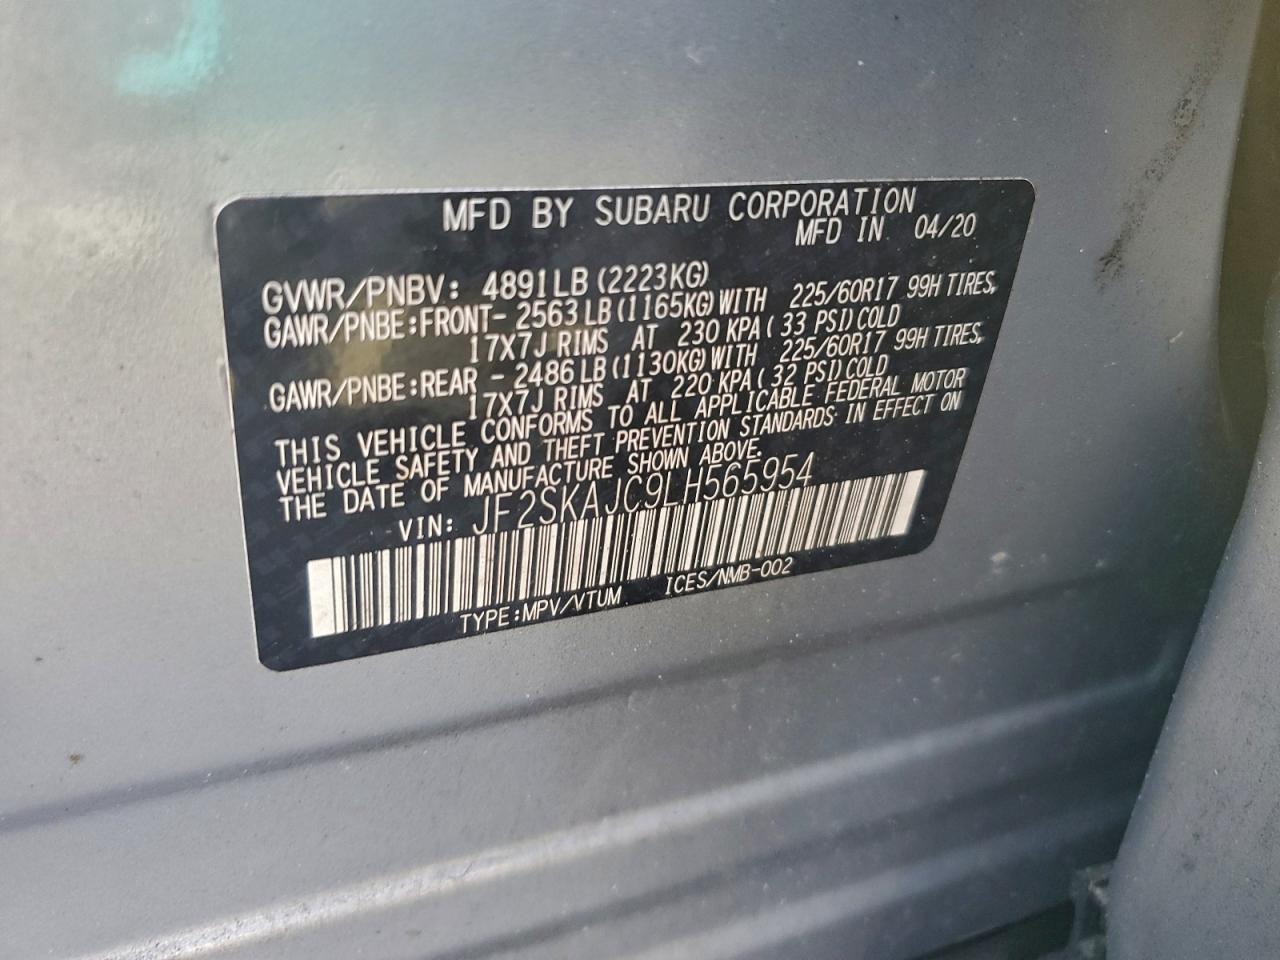 MFD BY SUBARU CORPORATION
MFD IN 04/20
GVWR/PNBV: 4891LB (2223KG)
GAWR/PNBE:FRONT- 2563 LB (1165KG) WITH 225/60R17 99H TIRES,
17X7J RIMS AT 230 KPA ( 33 PSI) COLD
GAWR/PNBE:REAR - 2486 LB (1130KG) WITH 225/60R17 99H TIRES,
17X7J RIMS AT 220 KPA ( 32 PSI) COLD
THIS VEHICLE CONFORMS TO ALL APPLICABLE FEDERAL MOTOR
VEHICLE SAFETY AND THEFT PREVENTION STANDARDS IN EFFECT ON
THE DATE OF MANUFACTURE SHOWN ABOVE.
VIN: JF2SKAJC9LH565954
TYPE:MPV/VTUM ICES/NMB-002